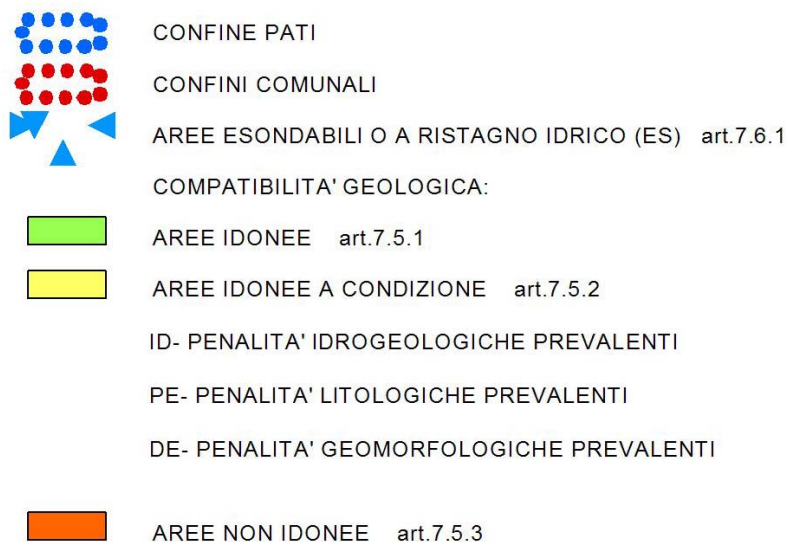 CONFINE PATI
CONFINI COMUNALI
AREE ESONDABILI O A RISTAGNO IDRICO (ES) art.7.6.1
COMPATIBILITA' GEOLOGICA:
AREE IDONEE art.7.5.1
AREE IDONEE A CONDIZIONE art.7.5.2
ID- PENALITA' IDROGEOLOGICHE PREVALENTI
PE- PENALITA' LITOLOGICHE PREVALENTI
DE- PENALITA' GEOMORFOLOGICHE PREVALENTI
AREE NON IDONEE art.7.5.3